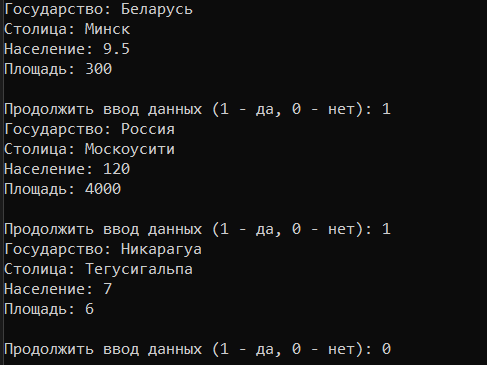 Государство: Беларусь
Столица: Минск
Население: 9.5
Площадь: 300
Продолжить ввод данных (1 - да, 0 - нет): 1
Государство: Россия
Столица: Москоусити
Население: 120
Площадь: 4000
Продолжить ввод данных (1 - да, 0 - нет): 1
Государство: Никарагуа
Столица: Тегусигальпа
Население: 7
Площадь: 6
Продолжить ввод данных (1 - да, 0 - нет): 0